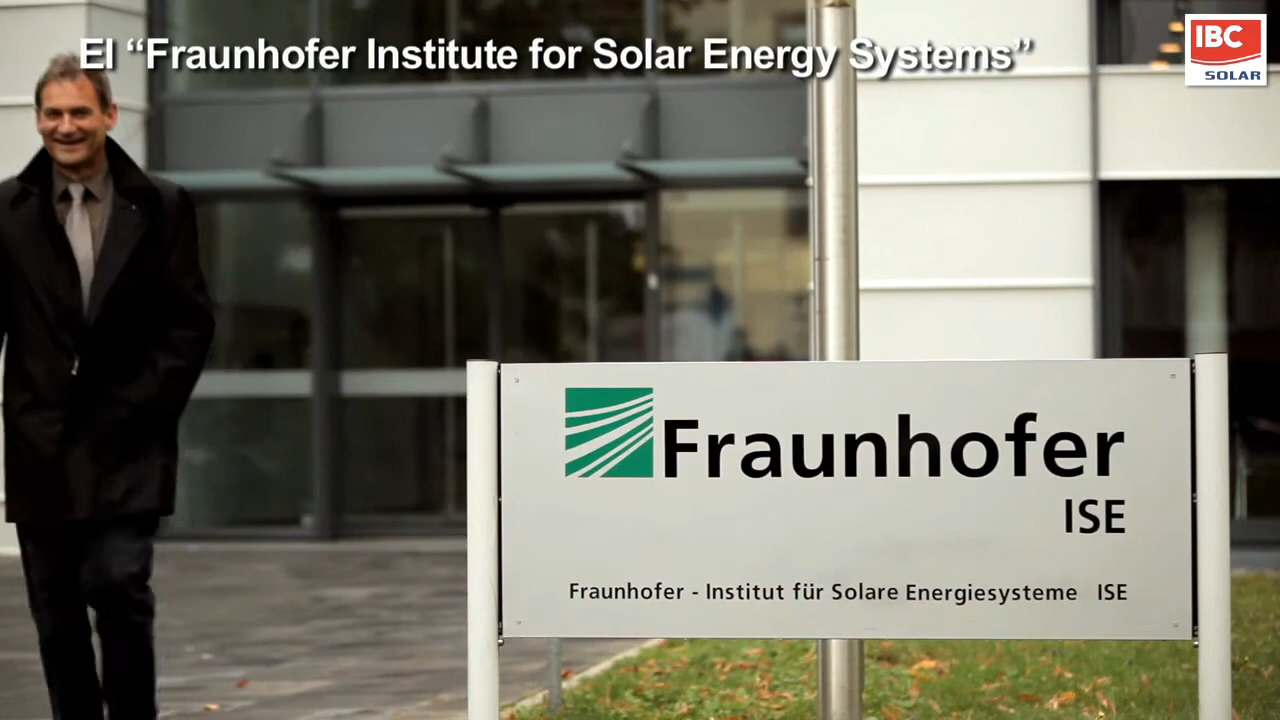 El “Fraunhofer Institute for Solar Energy Systems”
IBC
SOLAR
Fraunhofer
ISE
Fraunhofer - Institut für Solare Energiesysteme ISE